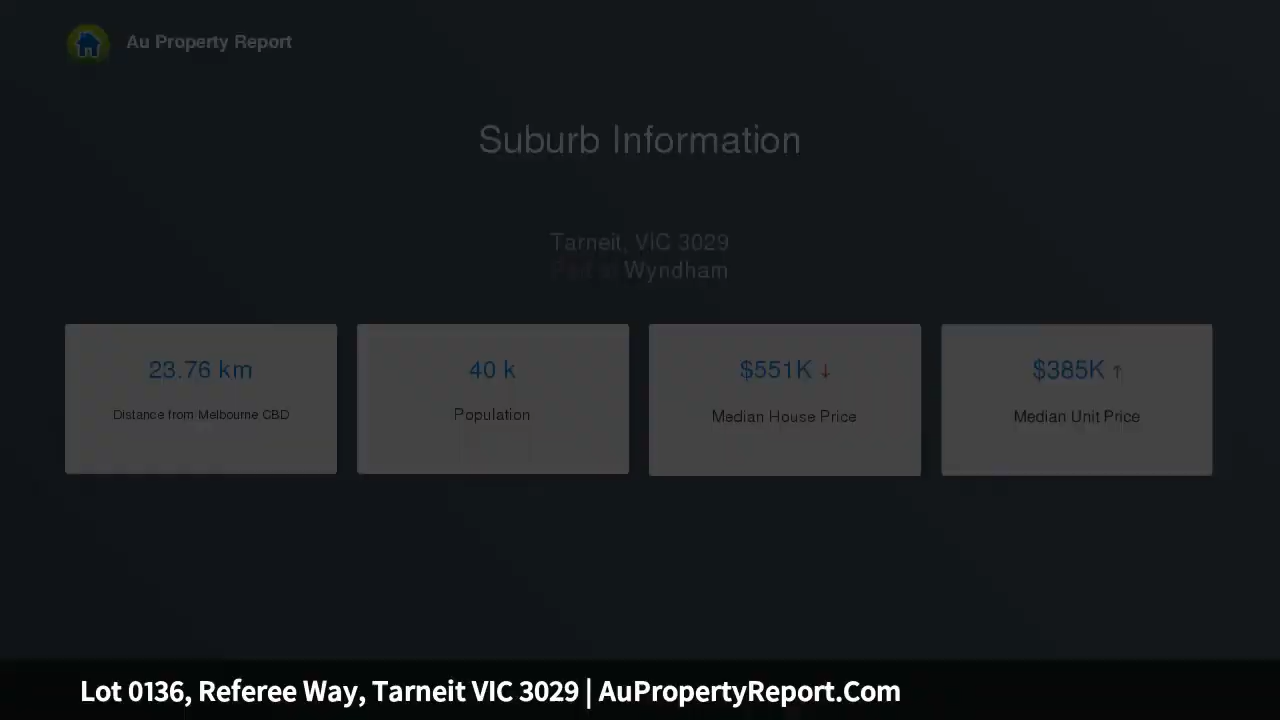 Au Property Report
Suburb Information
Tarneit, VIC 3029
Wyndham
23.76 km
Distance from Melbourne CBD
40 k
Population
$551K ↓
Median House Price
$385K ↑
Median Unit Price
Lot 0136, Referee Way, Tarneit VIC 3029 | AuPropertyReport.Com